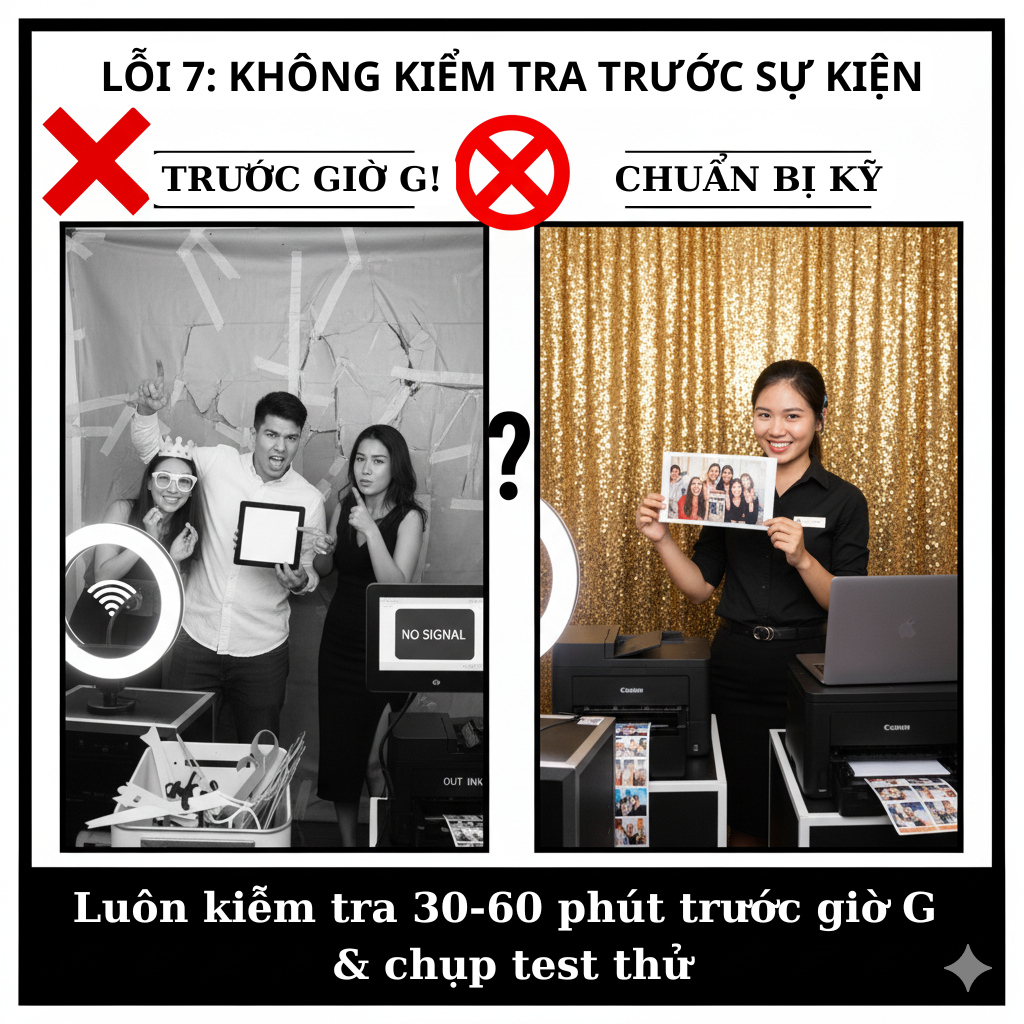 LỖI 7: KHÔNG KIỂM TRA TRƯỚC SỰ KIỆN
TRƯỚC GIỜ G!
CHUẨN BỊ KỸ
?
NO SIGNAL
OUT INK
Luôn kiểm tra 30-60 phút trước giờ G
& chụp test thử